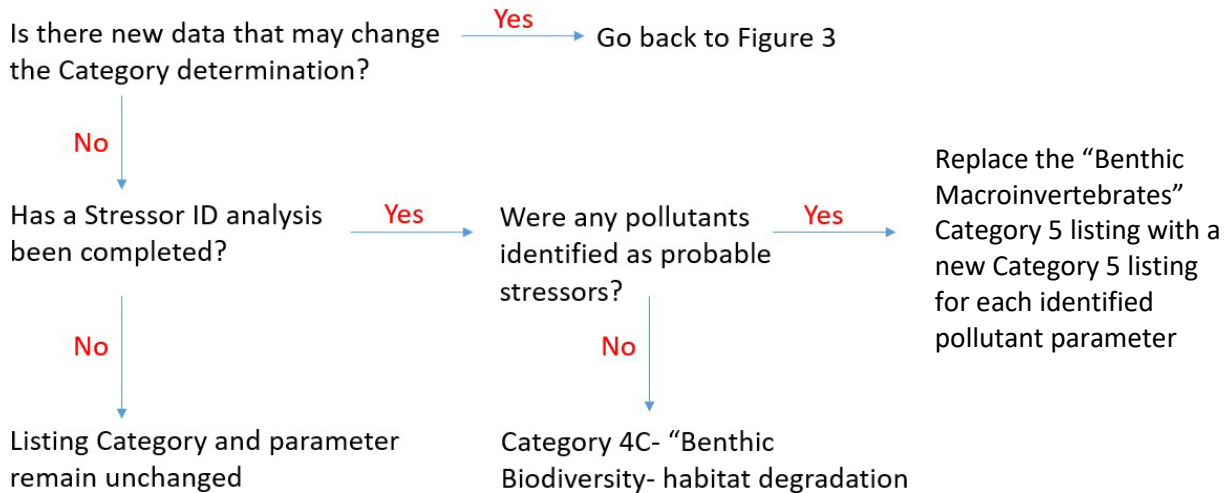 Is there new data that may change
the Category determination?
Yes
Go back to Figure 3
No
Has a Stressor ID analysis
been completed?
Yes
Were any pollutants
identified as probable
stressors?
Yes
Replace the “Benthic
Macroinvertebrates”
Category 5 listing with a
new Category 5 listing
for each identified
pollutant parameter
No
No
Listing Category and parameter
remain unchanged
Category 4C- “Benthic
Biodiversity- habitat degradation